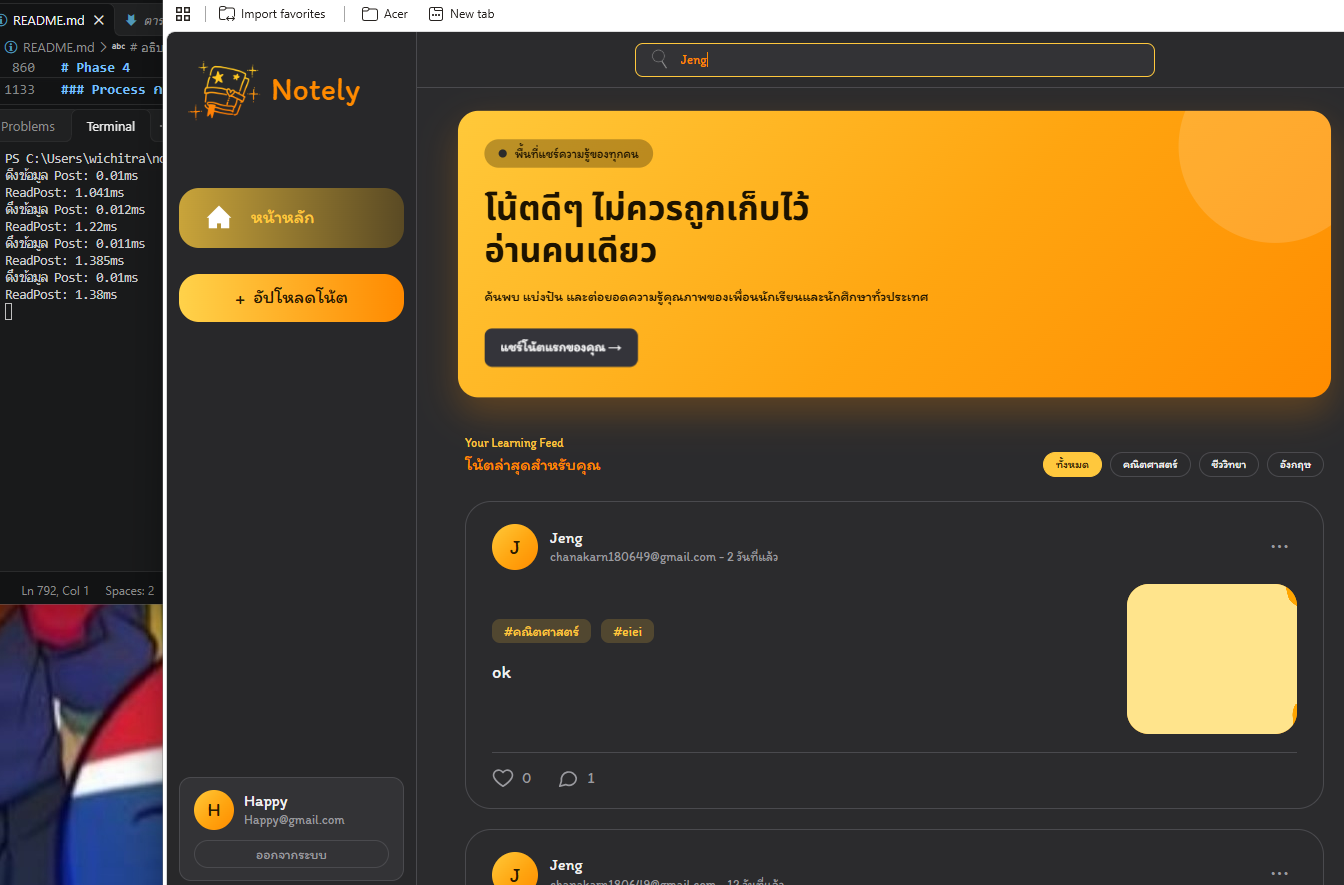 README.md
README.md > abc #
860 # Phase 4
1133 ### Process
Problems
Terminal
PS C:\Users\wichitra\
ดึงข้อมูล Post: 0.01ms
ReadPost: 1.041ms
ดึงข้อมูล Post: 0.012ms
ReadPost: 1.22ms
ดึงข้อมูล Post: 0.011ms
ReadPost: 1.385ms
ดึงข้อมูล Post: 0.01ms
ReadPost: 1.38ms
Ln 792, Col 1 Spaces: 2
Import favorites
Acer
New tab
Notely
หน้าหลัก
+ อัปโหลดโน้ต
H
Happy
Happy@gmail.com
ออกจากระบบ
Jeng
พื้นที่แชร์ความรู้ของทุกคน
โน้ตดีๆ ไม่ควรถูกเก็บไว้
อ่านคนเดียว
ค้นพบ แบ่งปัน และต่อยอดความรู้คุณภาพของเพื่อนนักเรียนและนักศึกษาทั่วประเทศ
แชร์โน้ตแรกของคุณ →
Your Learning Feed
โน้ตล่าสุดสำหรับคุณ
ทั้งหมด
คณิตศาสตร์
ชีววิทยา
อังกฤษ
J
Jeng
chanakarn180649@gmail.com - 2 วันที่แล้ว
#คณิตศาสตร์ #eiei
ok
0 1
J
Jeng
chanakarn180649@gmail.com - 12 วันที่แล้ว